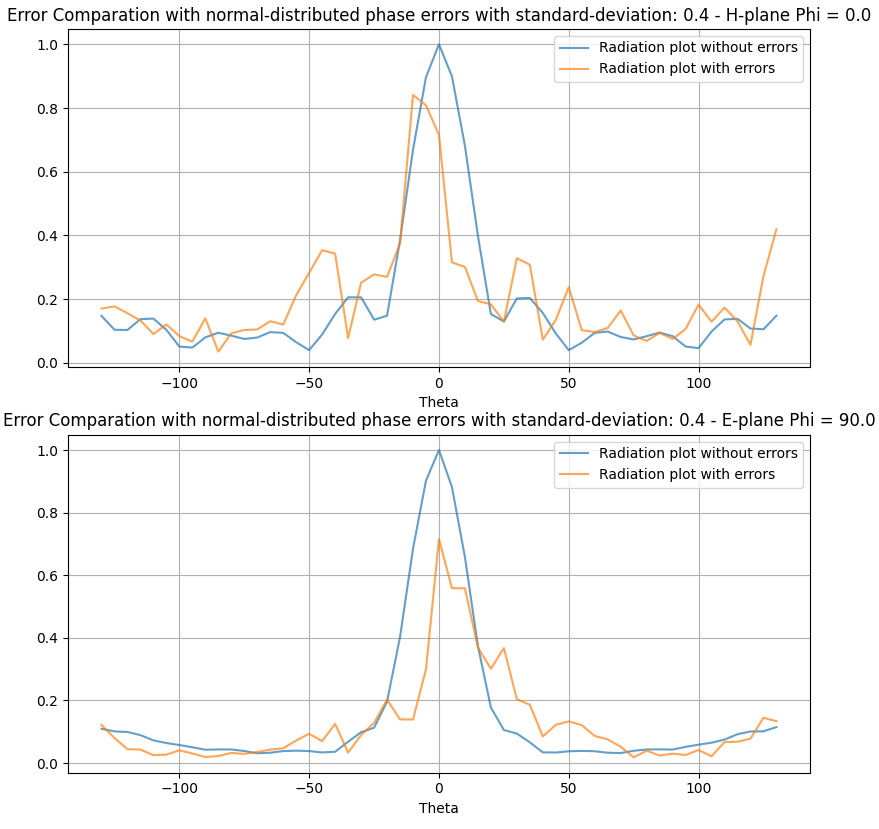 Error Comparation with normal-distributed phase errors with standard-deviation: 0.4 - H-plane Phi = 0.0
Radiation plot without errors
Radiation plot with errors
1.0
0.8
0.6
0.4
0.2
0.0
−100
−50
0
50
100
Theta
Error Comparation with normal-distributed phase errors with standard-deviation: 0.4 - E-plane Phi = 90.0
Radiation plot without errors
Radiation plot with errors
1.0
0.8
0.6
0.4
0.2
0.0
−100
−50
0
50
100
Theta